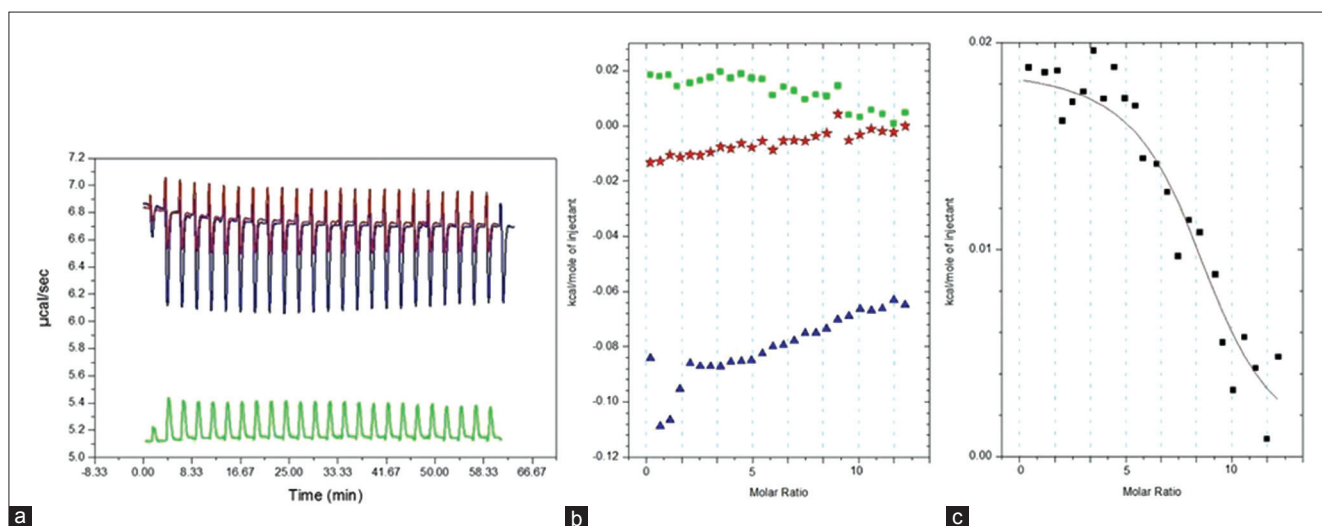 7.2
7.0
6.8
6.6
6.4
6.2
6.0
5.8
5.6
5.4
5.2
5.0
µcal/sec
-8.33 0.00 8.33 16.67 25.00 33.33 41.67 50.00 58.33 66.67
Time (min)
a
0.02
0.00
-0.02
-0.04
-0.06
-0.08
-0.10
-0.12
kcal/mole of injectant
0 5 10
Molar Ratio
b
0.02
0.01
0.00
kcal/mole of injectant
0 5 10
Molar Ratio
c